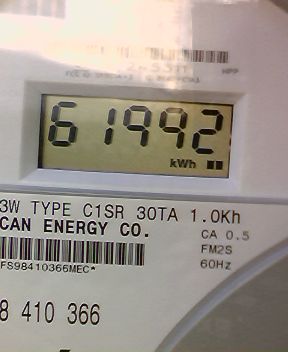 61992
kWh
3W TYPE C1SR 30TA 1.0Kh
CAN ENERGY CO.
CA 0.5
FM2S
60HZ
FS98410366MEC*
8 410 366